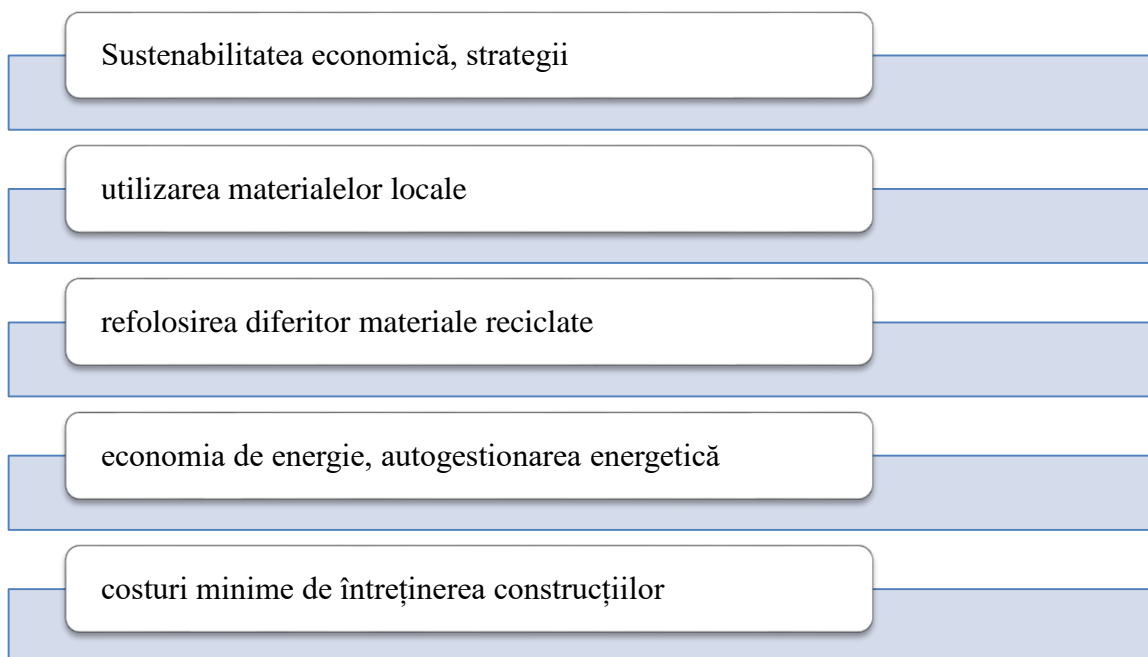 Sustenabilitatea economică, strategii
utilizarea materialelor locale
refolosirea diferitor materiale reciclate
economia de energie, autogestionarea energetică
costuri minime de întreținerea construcțiilor